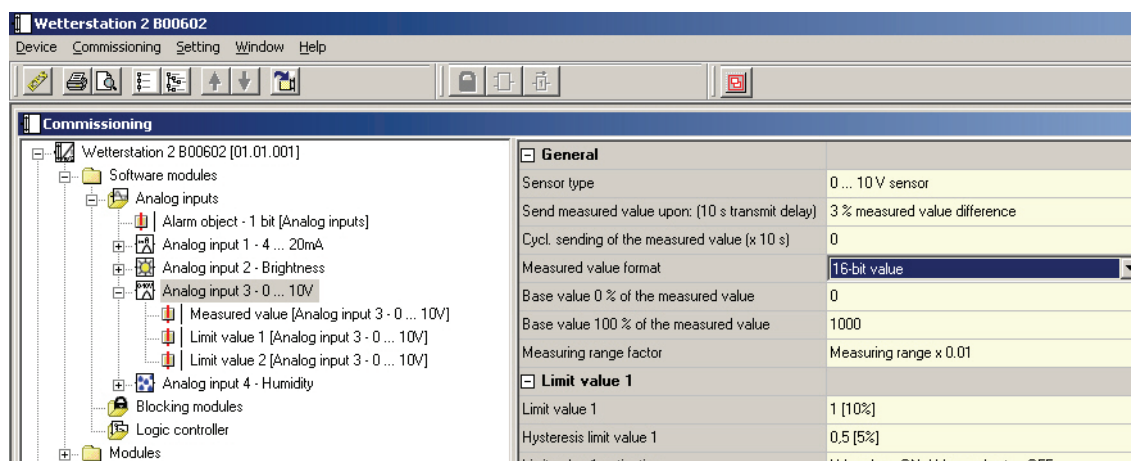 Wetterstation 2 B00602
Device Commissioning Setting Window Help
Commissioning
Wetterstation 2 B00602 [01.01.001]
Software modules
Analog inputs
Alarm object - 1 bit [Analog inputs]
Analog input 1 - 4 ... 20mA
Analog input 2 - Brightness
Analog input 3 - 0 ... 10V
Measured value [Analog input 3 - 0 ... 10V]
Limit value 1 [Analog input 3 - 0 ... 10V]
Limit value 2 [Analog input 3 - 0 ... 10V]
Analog input 4 - Humidity
Blocking modules
Logic controller
Modules
General
Sensor type 0 ... 10 V sensor
Send measured value upon: (10 s transmit delay) 3 % measured value difference
Cycl. sending of the measured value (x 10 s) 0
Measured value format 16-bit value
Base value 0 % of the measured value 0
Base value 100 % of the measured value 1000
Measuring range factor Measuring range x 0.01
Limit value 1
Limit value 1 1 [10%]
Hysteresis limit value 1 0,5 [5%]